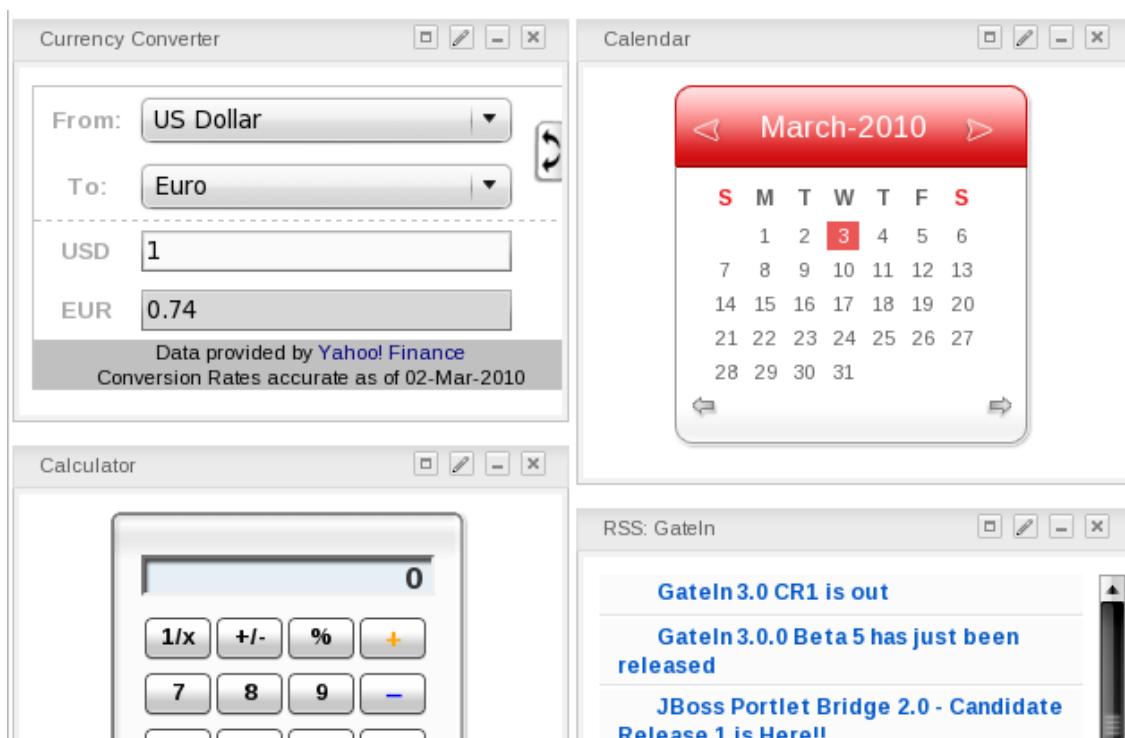 Currency Converter
From: US Dollar
To: Euro
USD 1
EUR 0.74
Data provided by Yahoo! Finance
Conversion Rates accurate as of 02-Mar-2010
Calendar
March-2010
S M T W T F S
1 2 3 4 5 6
7 8 9 10 11 12 13
14 15 16 17 18 19 20
21 22 23 24 25 26 27
28 29 30 31
Calculator
0
1/x +/- % +
7 8 9 −
RSS: GateIn
GateIn 3.0 CR1 is out
GateIn 3.0.0 Beta 5 has just been
released
JBoss Portlet Bridge 2.0 - Candidate
Release 1 is Here!!